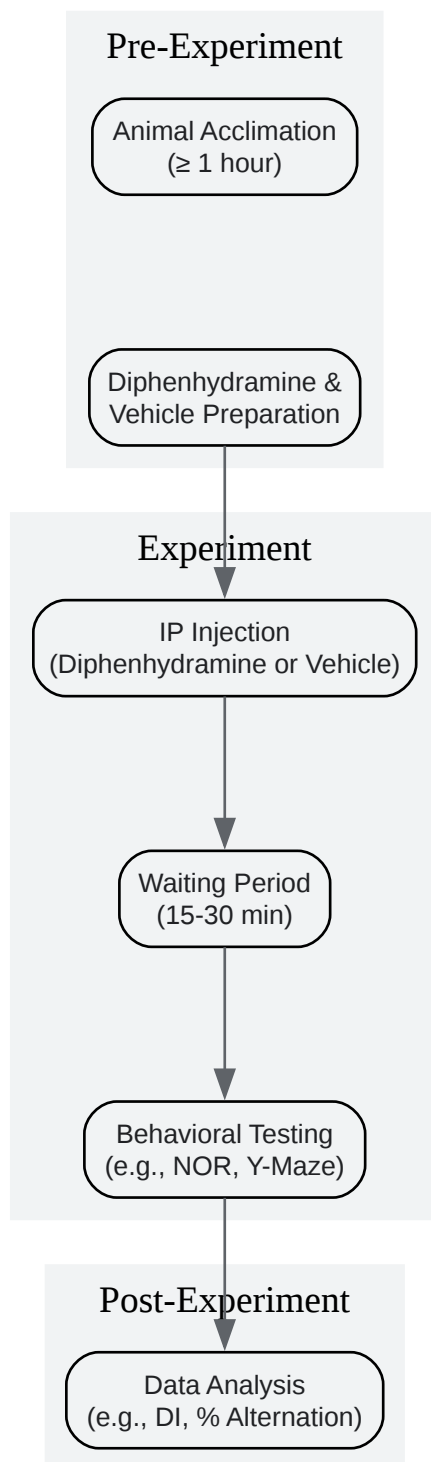 Pre-Experiment
Animal Acclimation
(≥ 1 hour)
Diphenhydramine &
Vehicle Preparation
Experiment
IP Injection
(Diphenhydramine or Vehicle)
Waiting Period
(15-30 min)
Behavioral Testing
(e.g., NOR, Y-Maze)
Post-Experiment
Data Analysis
(e.g., DI, % Alternation)